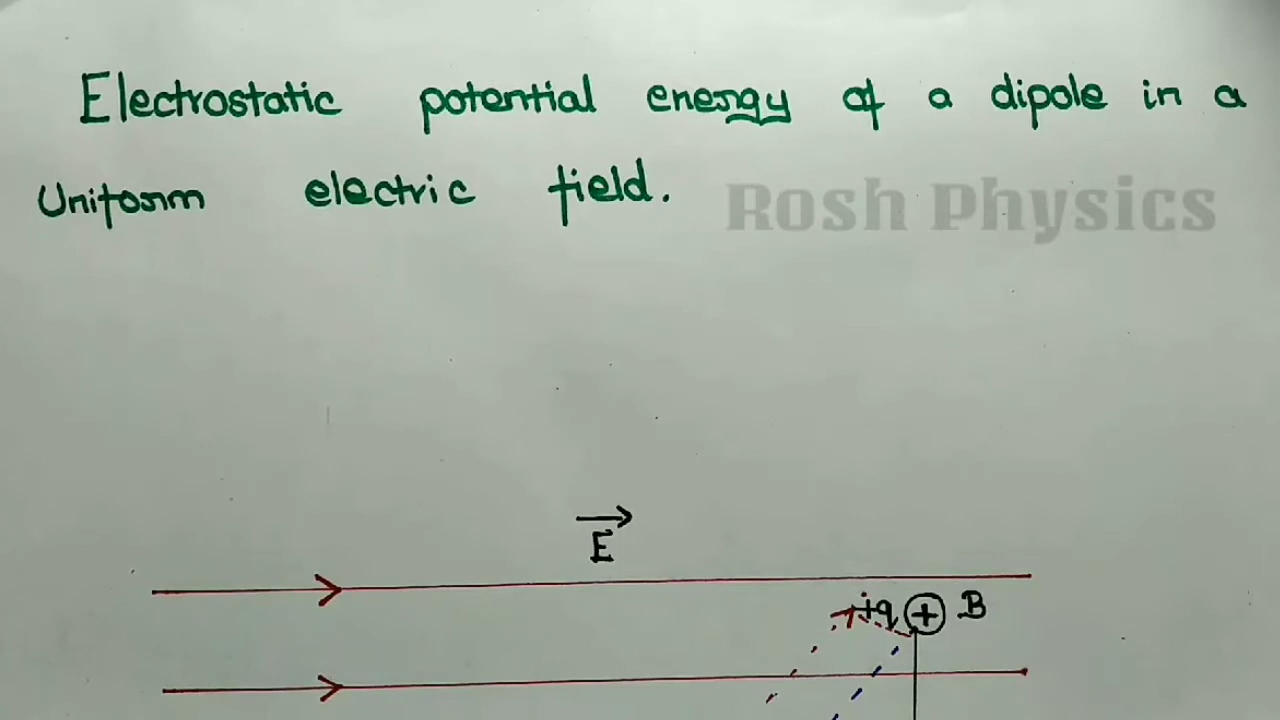 Electrostatic potential energy of a dipole in a
Uniform electric field.
Rosh Physics
E
+q + B